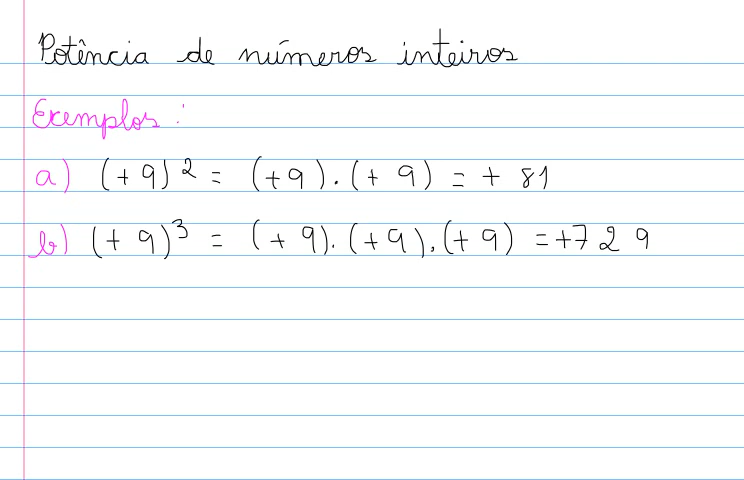 Potência de números inteiros
Exemplos:
a) (+ 9)² = (+9).(+ 9) = + 81
b) (+ 9)³ = (+ 9).(+9).(+ 9) = +729